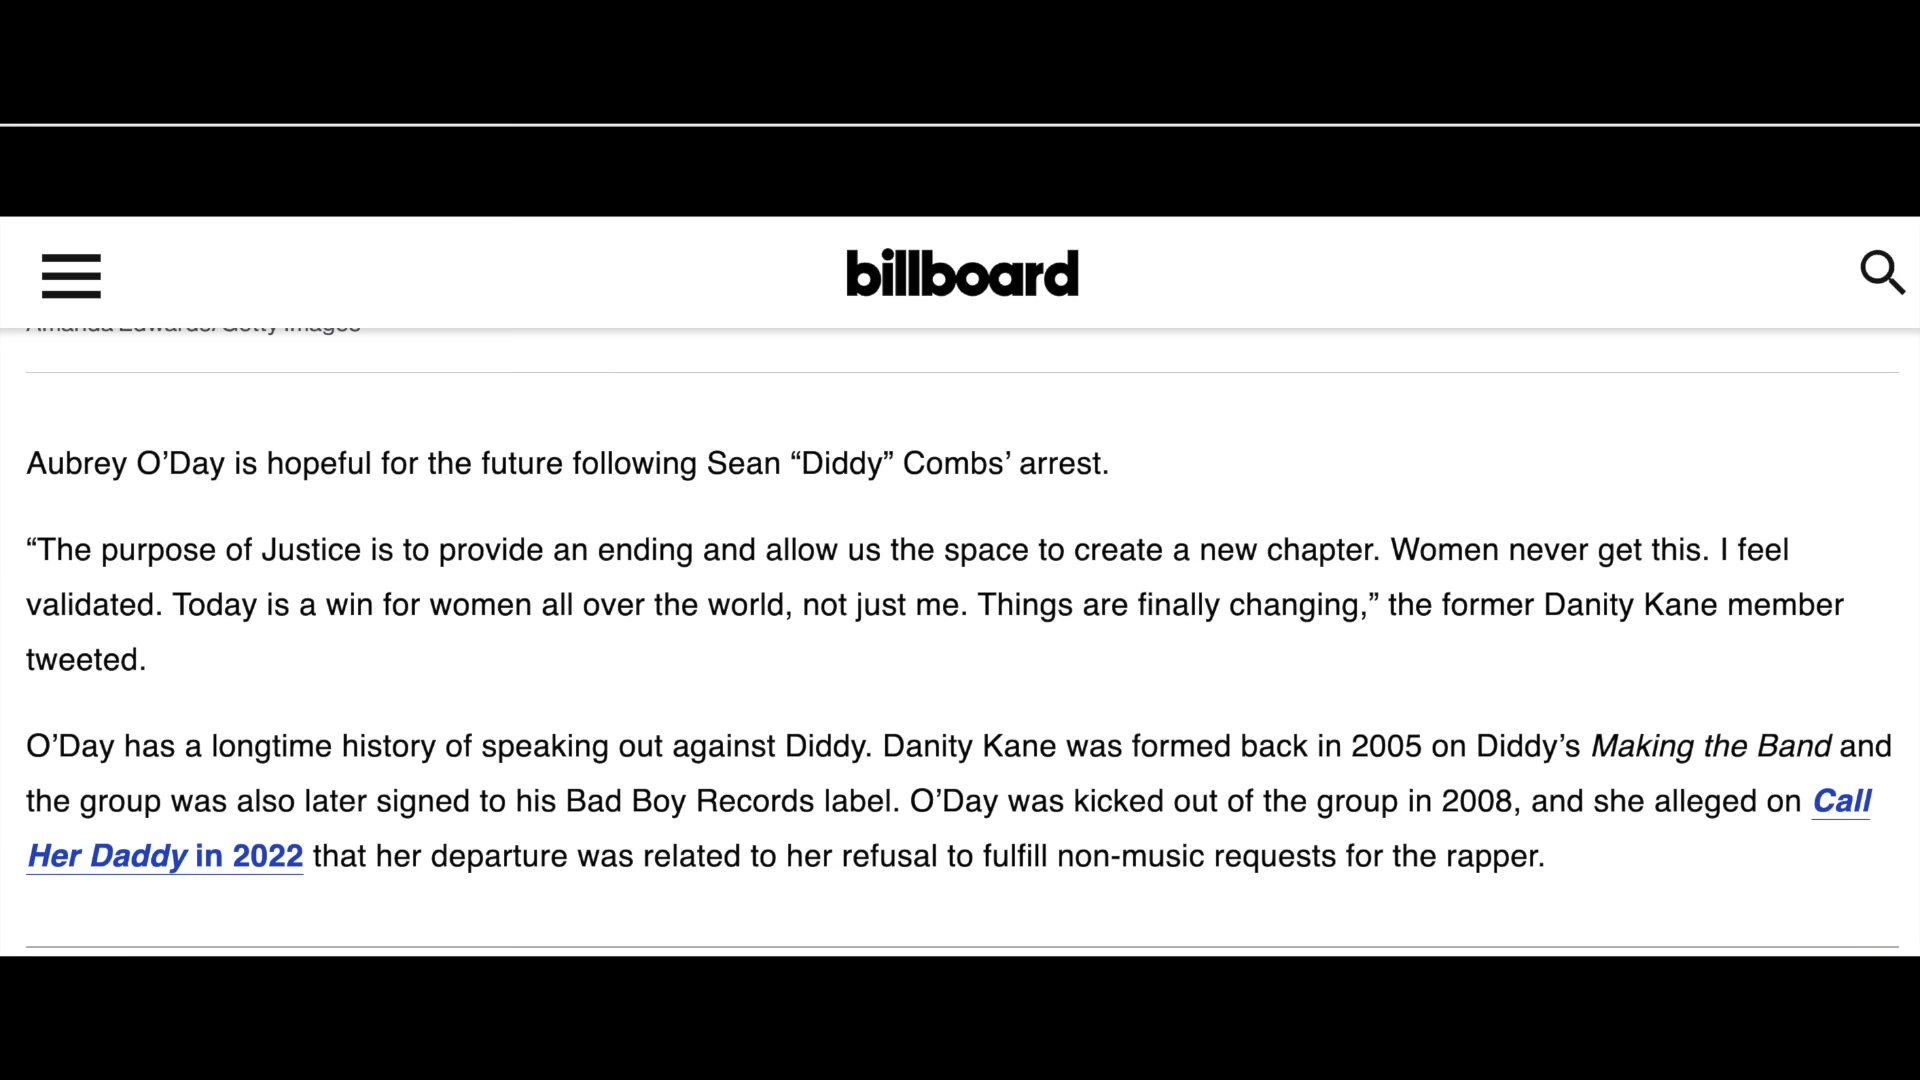 billboard
Amanda Edwards/Getty Images
Aubrey O’Day is hopeful for the future following Sean “Diddy” Combs’ arrest.
“The purpose of Justice is to provide an ending and allow us the space to create a new chapter. Women never get this. I feel
validated. Today is a win for women all over the world, not just me. Things are finally changing,” the former Danity Kane member
tweeted.
O’Day has a longtime history of speaking out against Diddy. Danity Kane was formed back in 2005 on Diddy’s Making the Band and
the group was also later signed to his Bad Boy Records label. O’Day was kicked out of the group in 2008, and she alleged on Call
Her Daddy in 2022 that her departure was related to her refusal to fulfill non-music requests for the rapper.